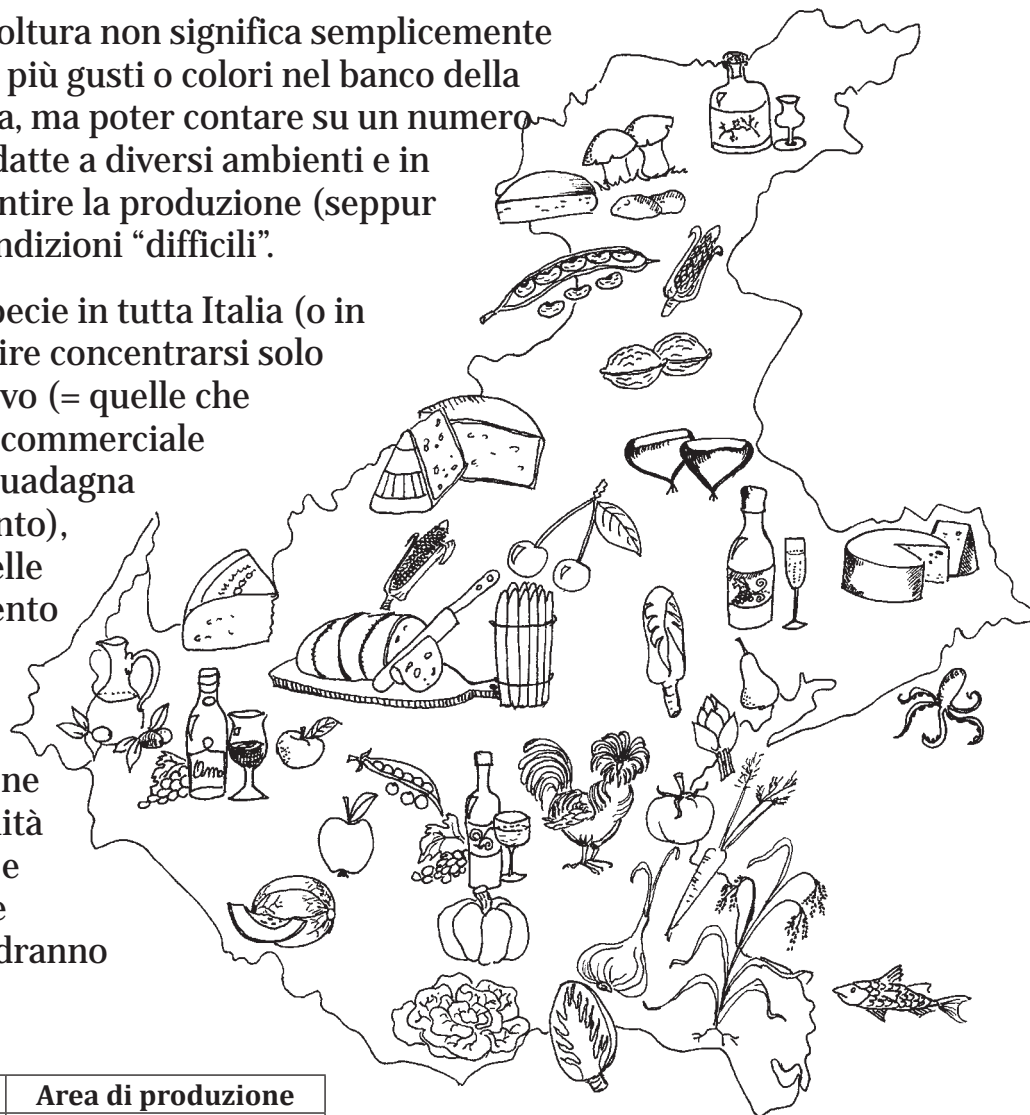 oltura non significa semplicemente
più gusti o colori nel banco della
a, ma poter contare su un numero
datte a diversi ambienti e in
ntire la produzione (seppur
ndizioni “difficili”.
pecie in tutta Italia (o in
ire concentrarsi solo
vo (= quelle che
commerciale
uadagna
nto),
elle
ento
ne
ità
e
e
dranno
Area di produzione